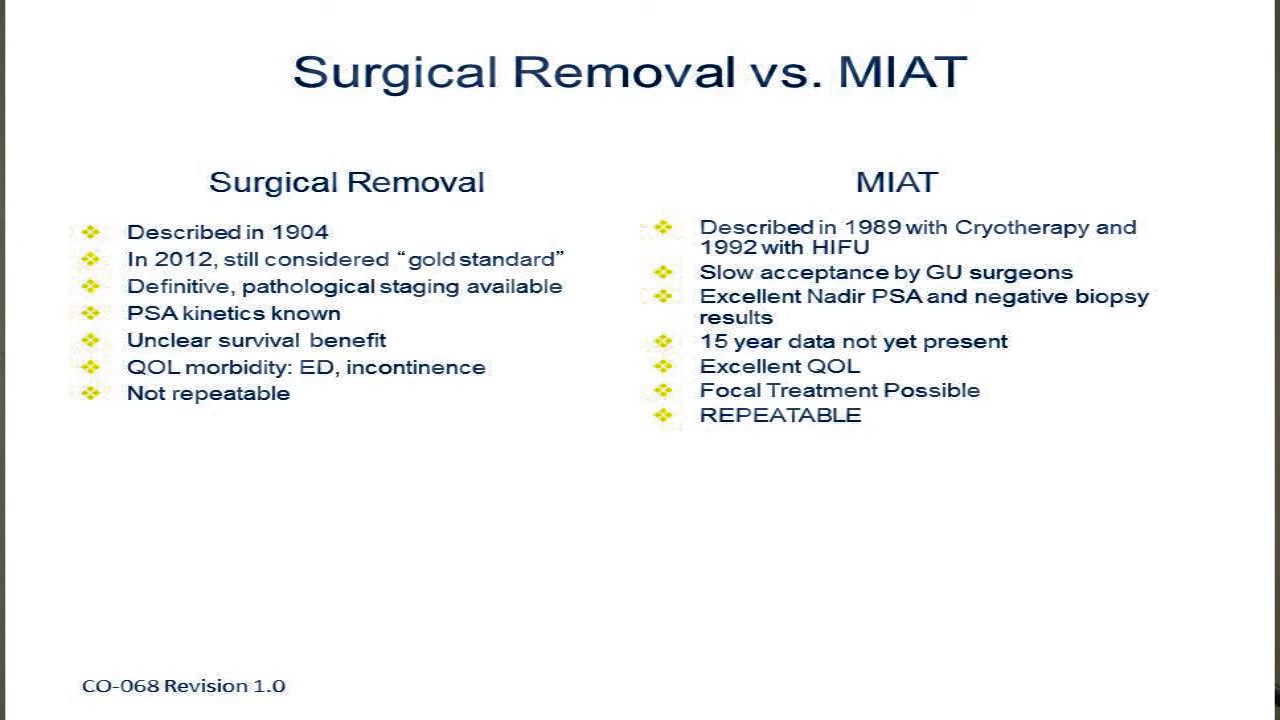 Surgical Removal vs. MIAT
Surgical Removal
Described in 1904
In 2012, still considered “gold standard”
Definitive, pathological staging available
PSA kinetics known
Unclear survival benefit
QOL morbidity: ED, incontinence
Not repeatable
MIAT
Described in 1989 with Cryotherapy and
1992 with HIFU
Slow acceptance by GU surgeons
Excellent Nadir PSA and negative biopsy
results
15 year data not yet present
Excellent QOL
Focal Treatment Possible
REPEATABLE
CO-068 Revision 1.0